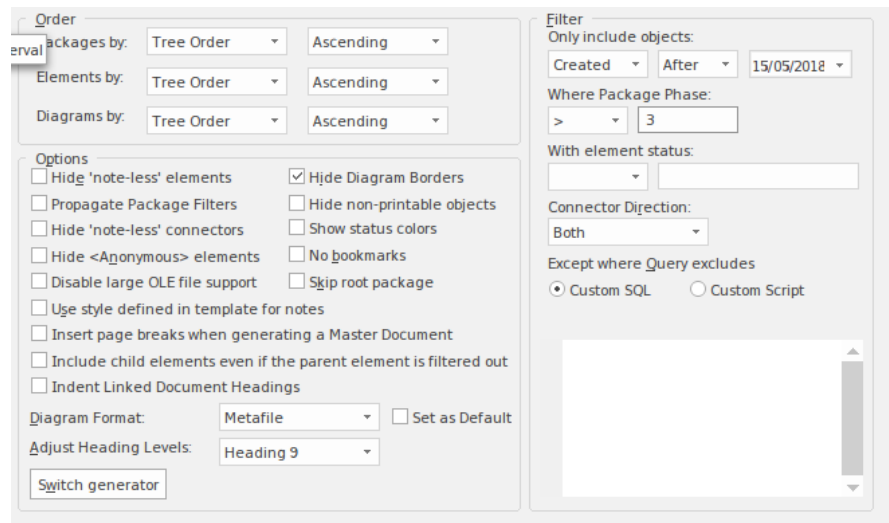 Order
erval
ackages by: Tree Order Ascending
Elements by: Tree Order Ascending
Diagrams by: Tree Order Ascending
Options
Hide 'note-less' elements Hide Diagram Borders
Propagate Package Filters Hide non-printable objects
Hide 'note-less' connectors Show status colors
Hide <Anonymous> elements No bookmarks
Disable large OLE file support Skip root package
Use style defined in template for notes
Insert page breaks when generating a Master Document
Include child elements even if the parent element is filtered out
Indent Linked Document Headings
Diagram Format: Metafile Set as Default
Adjust Heading Levels: Heading 9
Switch generator
Filter
Only include objects:
Created After 15/05/2018
Where Package Phase:
> 3
With element status:
Connector Direction:
Both
Except where Query excludes
Custom SQL Custom Script